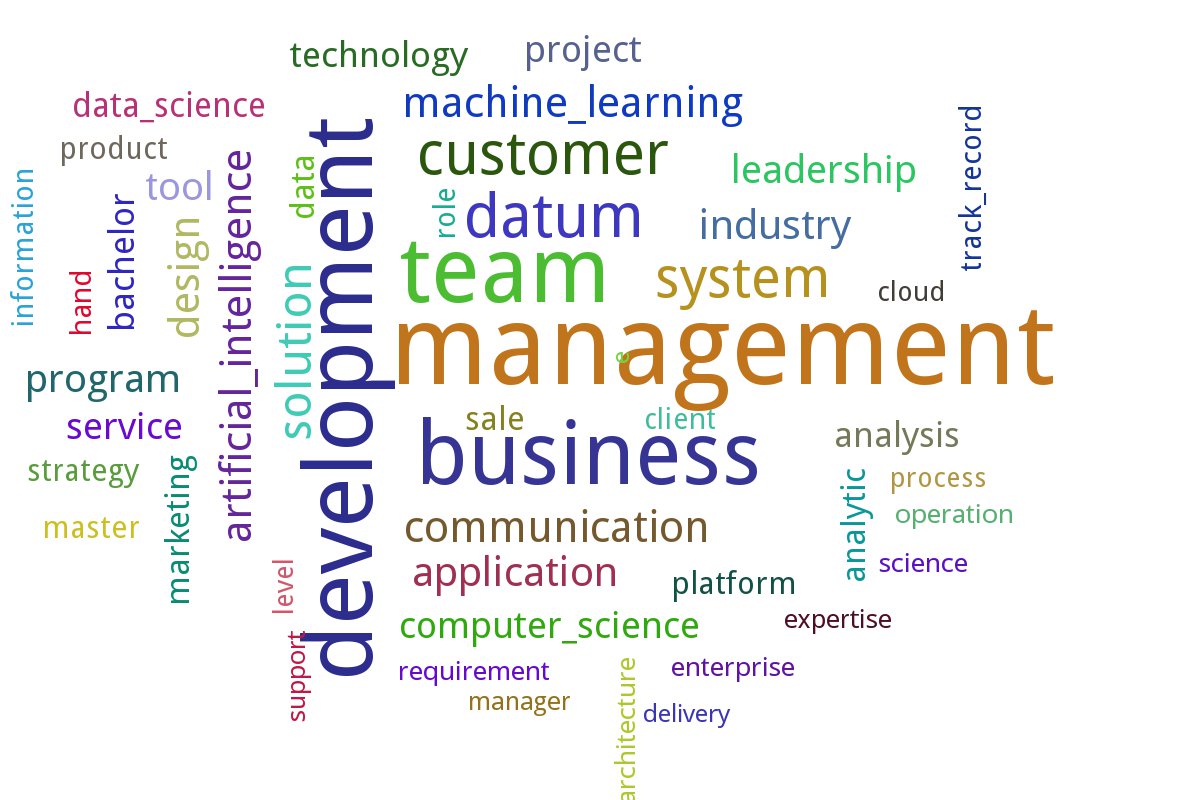 technology
project
data_science
machine_learning
product
customer
leadership
track_record
tool
data
role
datum
industry
information
hand
bachelor
design
artificial_intelligence
solution
development
team
system
cloud
management
e
program
service
sale
client
business
analysis
strategy
marketing
analytic
process
master
communication
operation
application
science
level
platform
support
computer_science
expertise
requirement
enterprise
manager
architecture
delivery